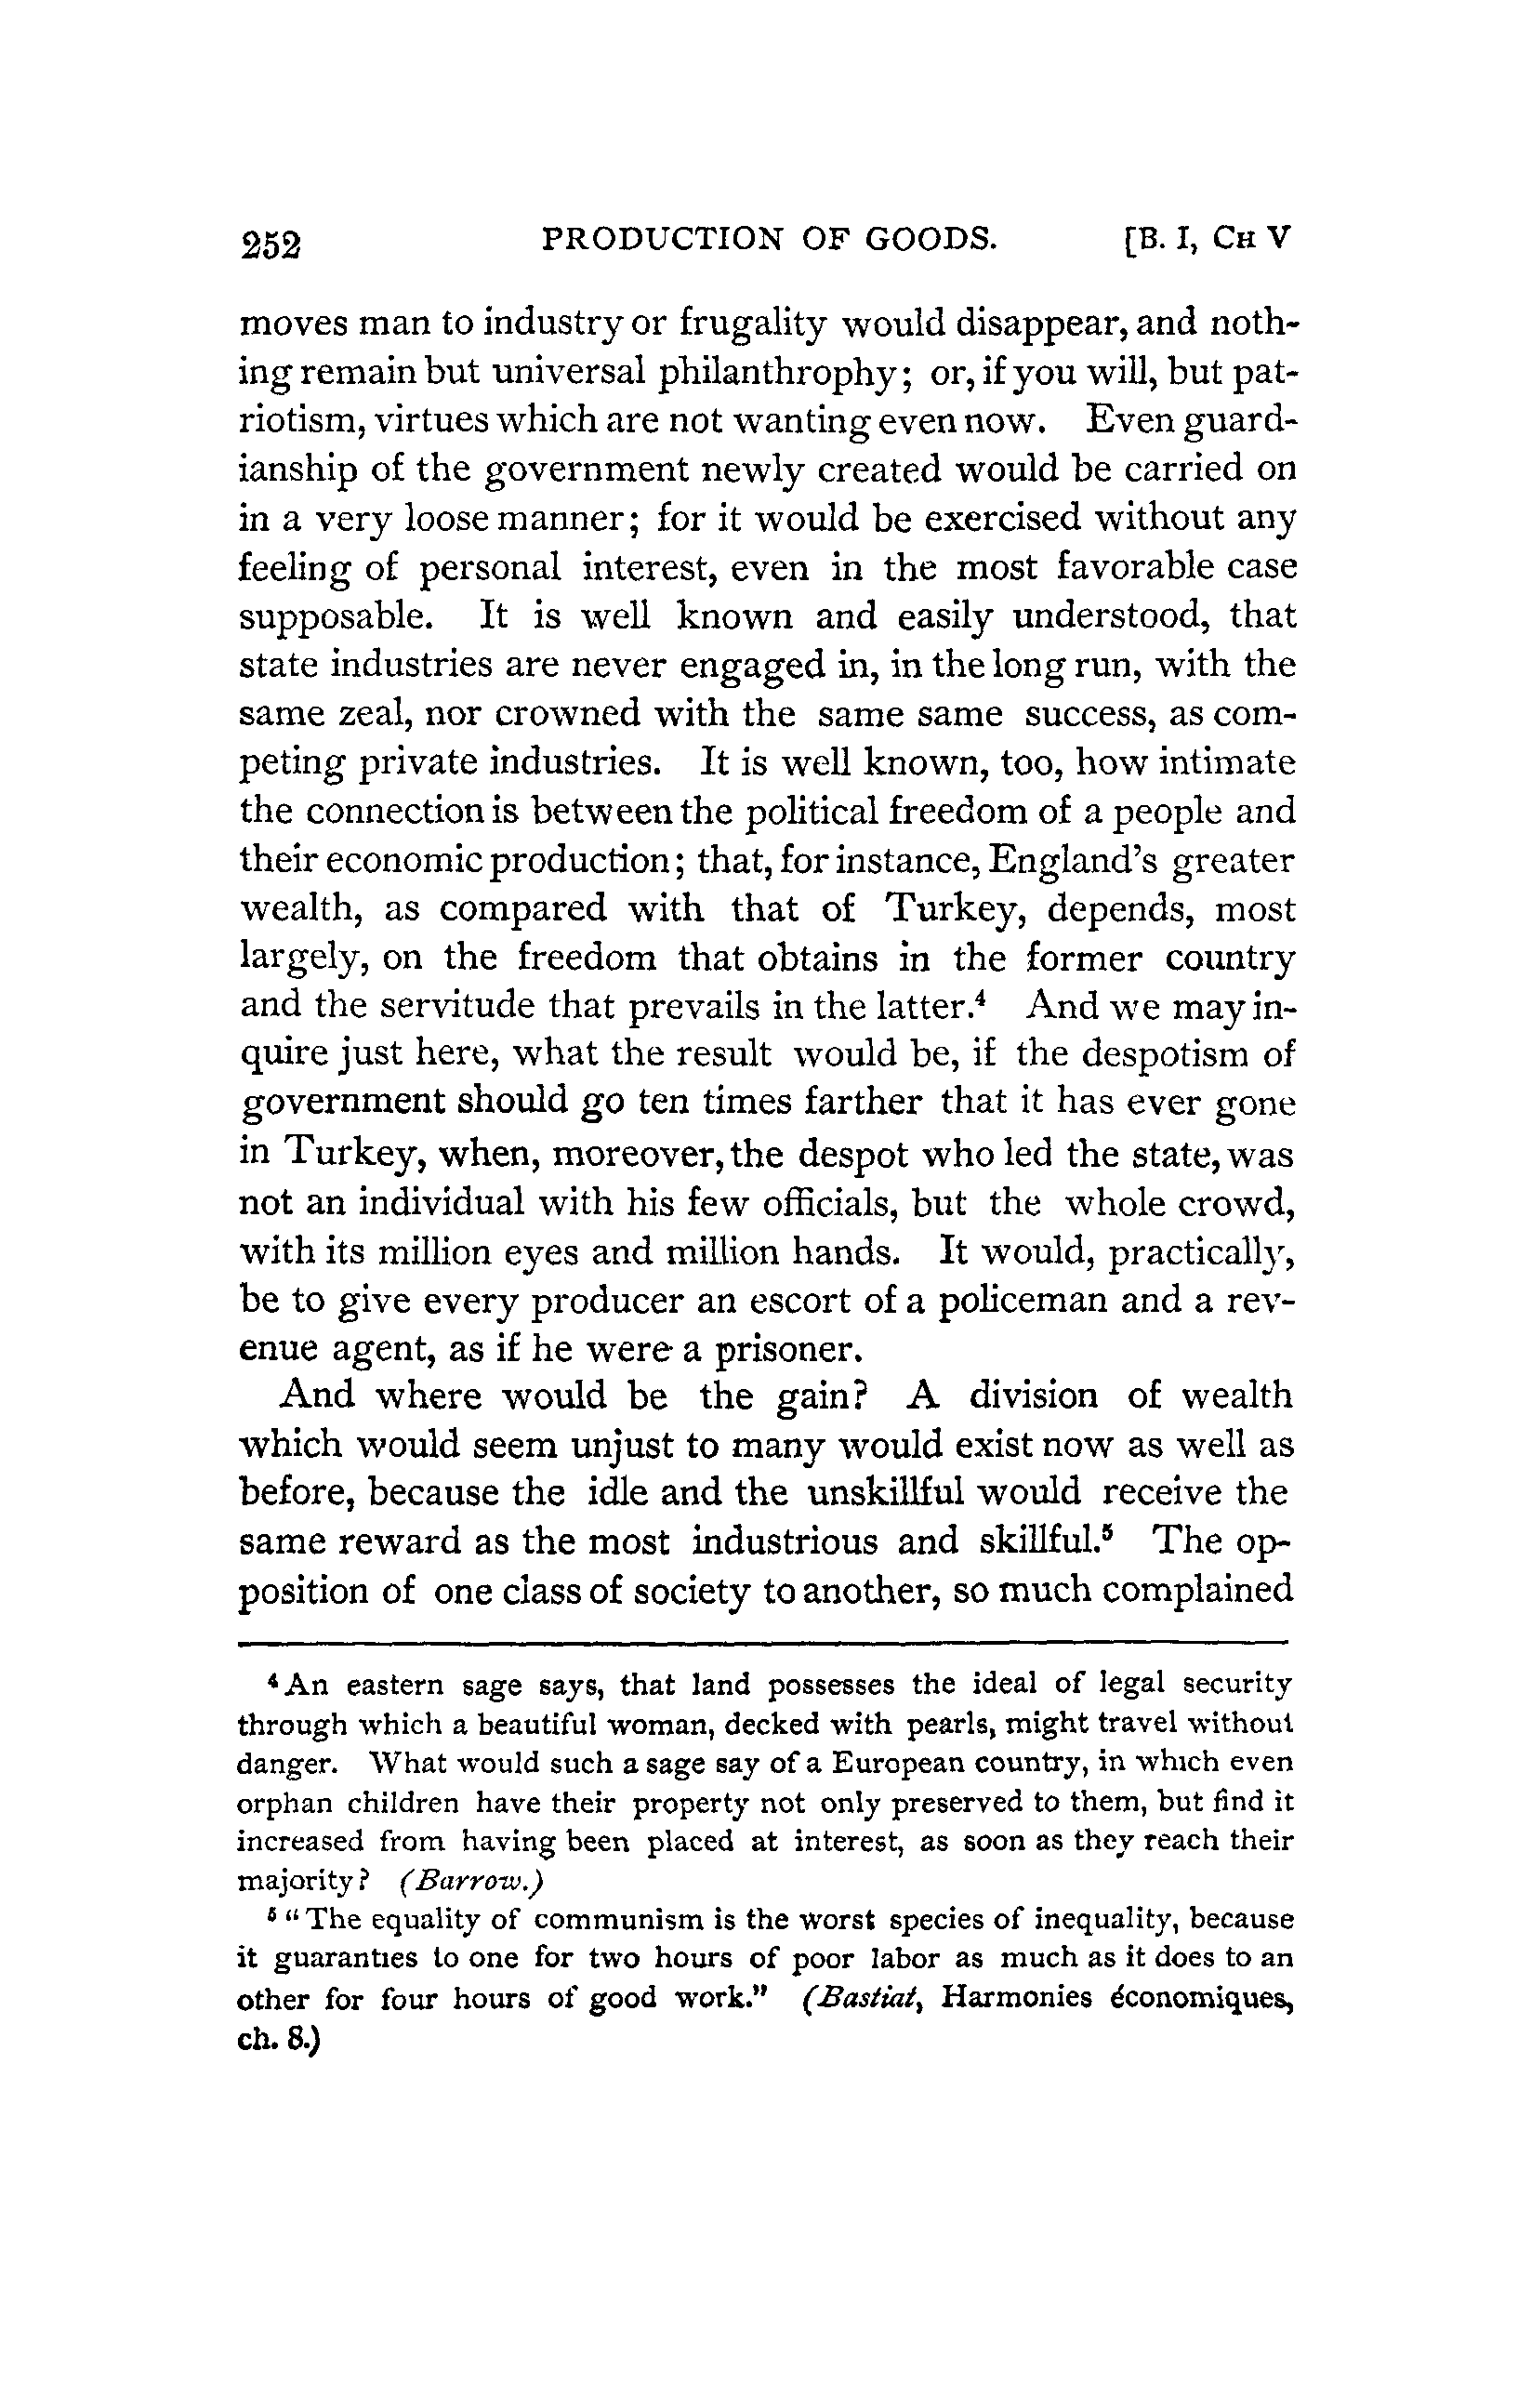 252 PRODUCTION OF GOODS. [B. I, CH V
moves man to industry or frugality would disappear, and noth-
ing remain but universal philanthrophy; or, if you will, but pat-
riotism, virtues which are not wanting even now. Even guard-
ianship of the government newly created would be carried on
in a very loose manner; for it would be exercised without any
feeling of personal interest, even in the most favorable case
supposable. It is well known and easily understood, that
state industries are never engaged in, in the long run, with the
same zeal, nor crowned with the same same success, as com-
peting private industries. It is well known, too, how intimate
the connection is between the political freedom of a people and
their economic production; that, for instance, England's greater
wealth, as compared with that of Turkey, depends, most
largely, on the freedom that obtains in the former country
and the servitude that prevails in the latter.⁴ And we may in-
quire just here, what the result would be, if the despotism of
government should go ten times farther that it has ever gone
in Turkey, when, moreover, the despot who led the state, was
not an individual with his few officials, but the whole crowd,
with its million eyes and million hands. It would, practically,
be to give every producer an escort of a policeman and a rev-
enue agent, as if he were a prisoner.
And where would be the gain? A division of wealth
which would seem unjust to many would exist now as well as
before, because the idle and the unskillful would receive the
same reward as the most industrious and skillful.⁵ The op-
position of one class of society to another, so much complained
⁴ An eastern sage says, that land possesses the ideal of legal security
through which a beautiful woman, decked with pearls, might travel without
danger. What would such a sage say of a European country, in which even
orphan children have their property not only preserved to them, but find it
increased from having been placed at interest, as soon as they reach their
majority? (Barrow.)
⁵ "The equality of communism is the worst species of inequality, because
it guaranties to one for two hours of poor labor as much as it does to an
other for four hours of good work." (Bastiat, Harmonies économiques,
ch. 8.)